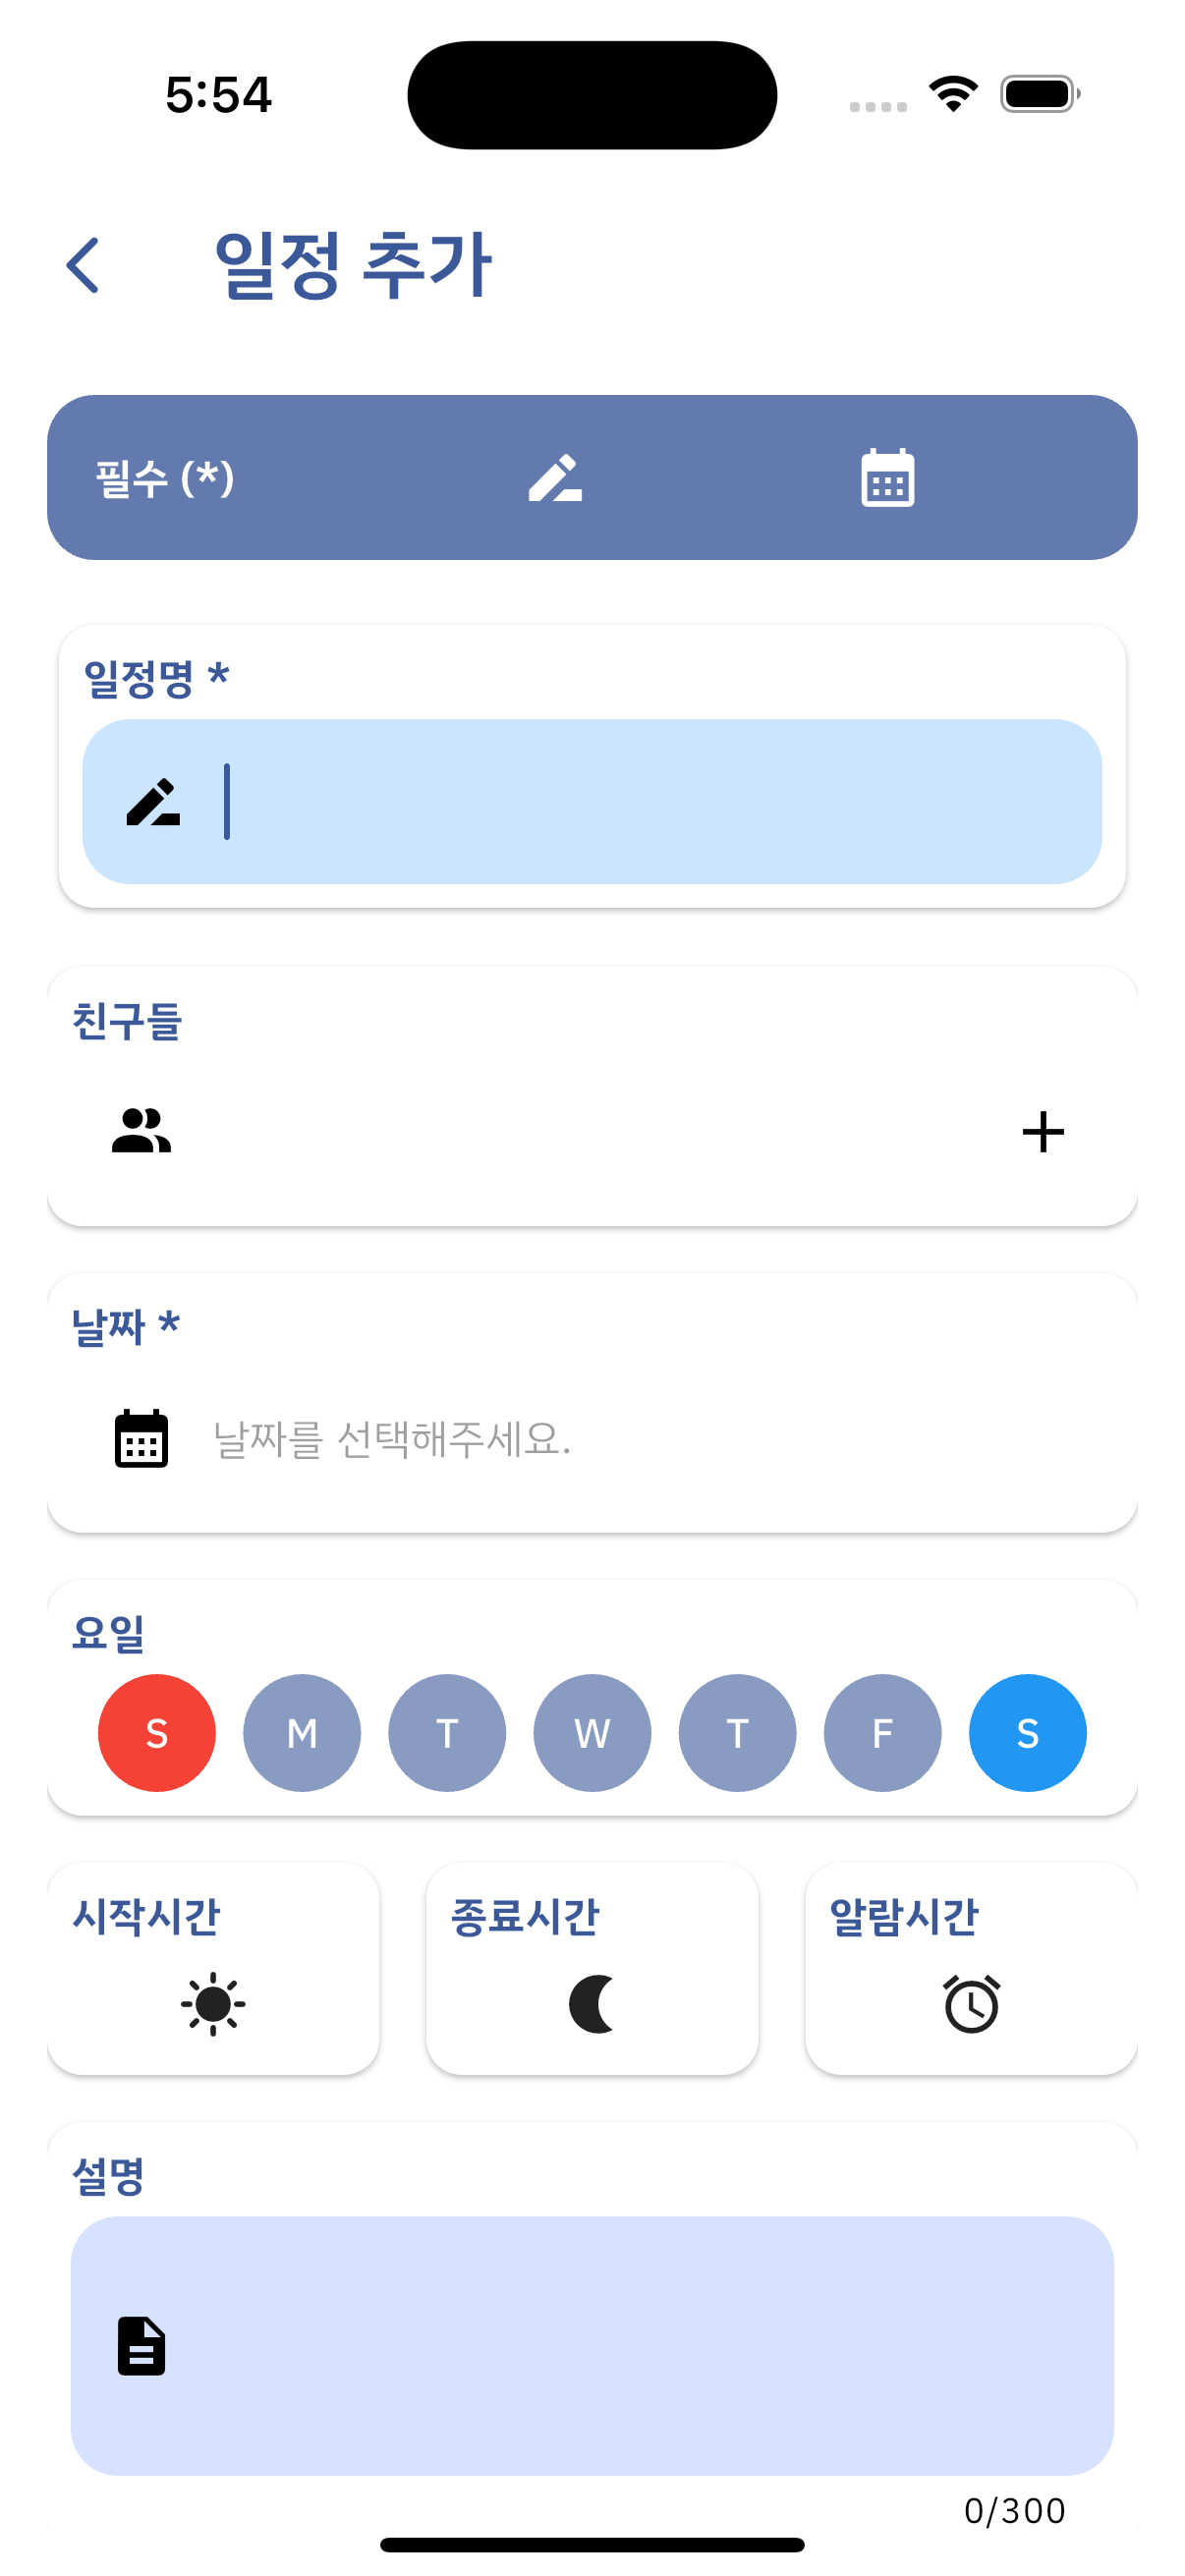 5:54
일정 추가
필수 (*)
일정명 *
친구들
날짜 *
날짜를 선택해주세요.
요일
S M T W T F S
시작시간 종료시간 알람시간
설명
0/300